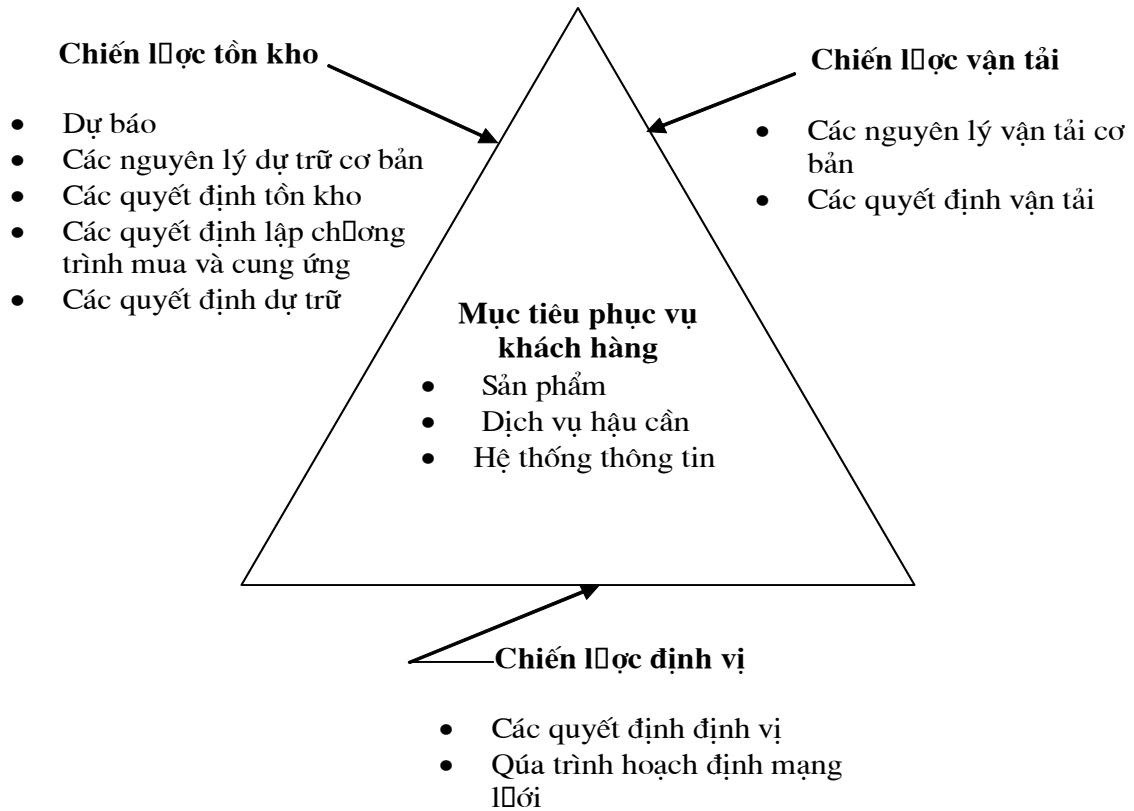 Chiến l□ợc tồn kho
• Dự báo
• Các nguyên lý dự trữ cơ bản
• Các quyết định tồn kho
• Các quyết định lập ch□ơng
trình mua và cung ứng
• Các quyết định dự trữ
Chiến l□ợc vận tải
• Các nguyên lý vận tải cơ
bản
• Các quyết định vận tải
Mục tiêu phục vụ
khách hàng
• Sản phẩm
• Dịch vụ hậu cần
• Hệ thống thông tin
Chiến l□ợc định vị
• Các quyết định định vị
• Qúa trình hoạch định mạng
l□ới